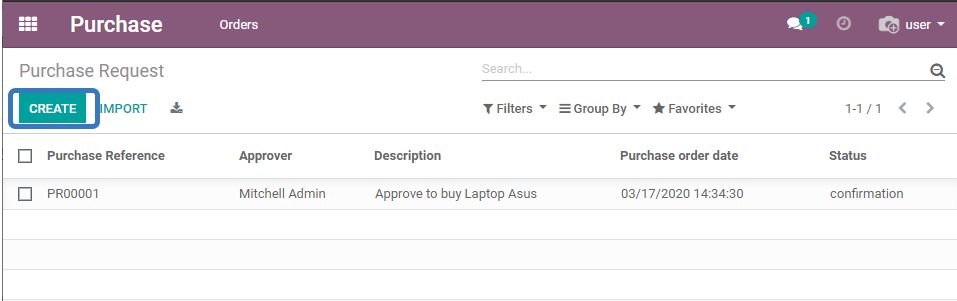 Purchase Orders 1 user
Purchase Request Search...
CREATE IMPORT Filters Group By Favorites 1-1 / 1
Purchase Reference Approver Description Purchase order date Status
PR00001 Mitchell Admin Approve to buy Laptop Asus 03/17/2020 14:34:30 confirmation